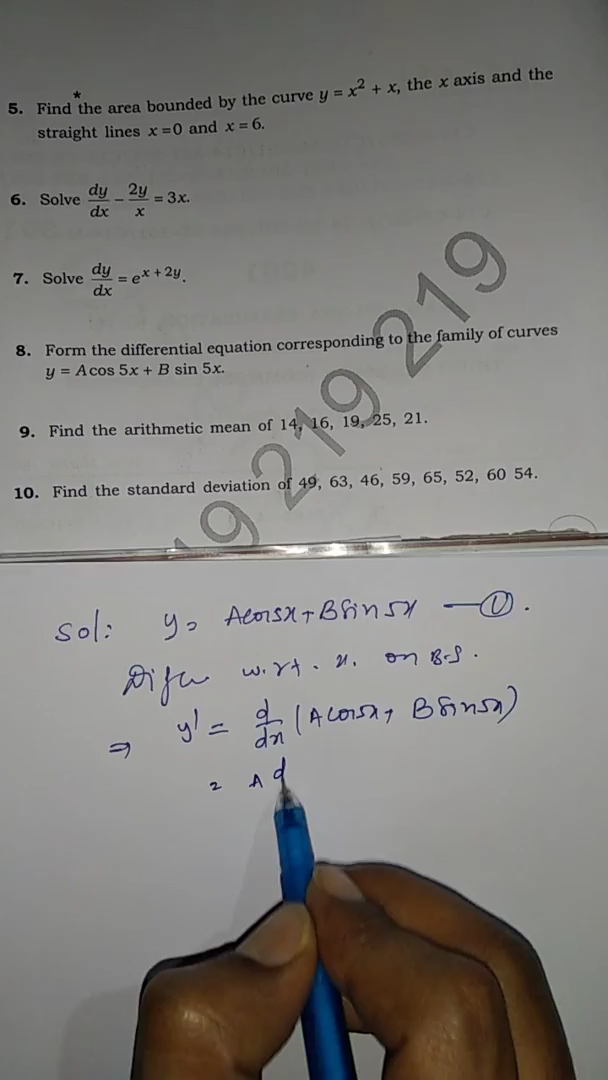 5. Find the area bounded by the curve y = x² + x, the x axis and the
straight lines x =0 and x = 6.
6. Solve dy/dx − 2y/x = 3x.
7. Solve dy/dx = e^(x + 2y).
8. Form the differential equation corresponding to the family of curves
y = A cos 5x + B sin 5x.
9. Find the arithmetic mean of 14, 16, 19, 25, 21.
10. Find the standard deviation of 49, 63, 46, 59, 65, 52, 60 54.
19 219 219
Sol: y = Acos5x+Bsin5x —①.
w.r.t. x. on B.S.
⇒ y' = d/dx (Acos5x+ Bsin5x)
= A d